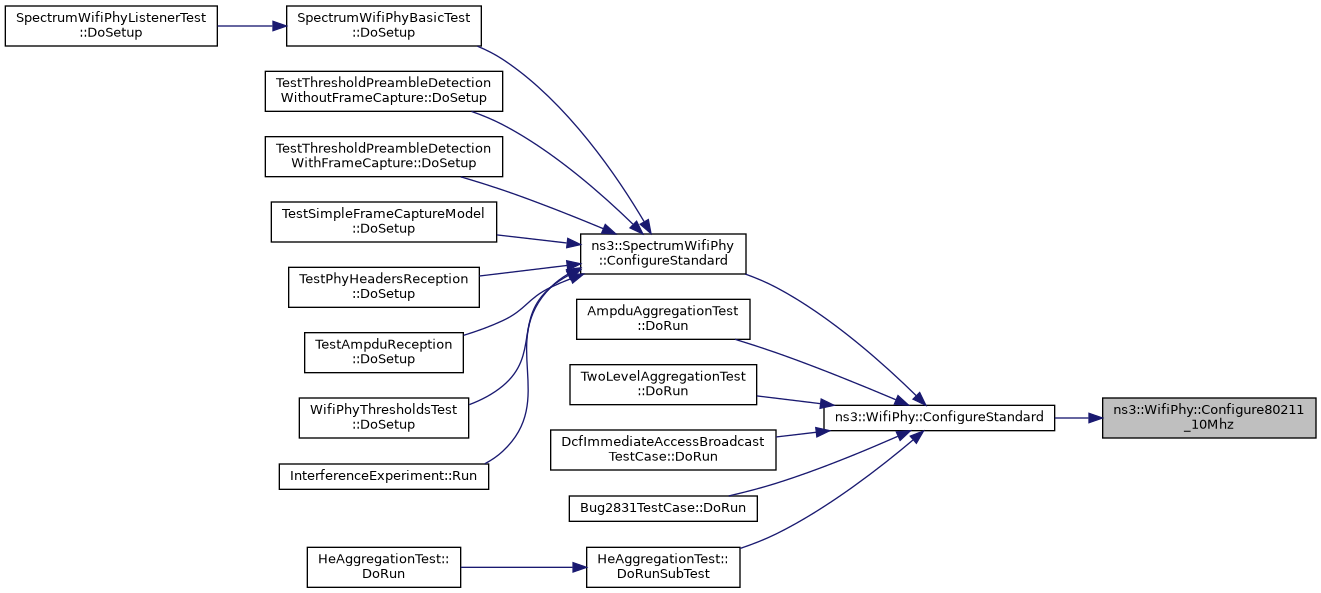 SpectrumWifiPhyListenerTest
::DoSetup
SpectrumWifiPhyBasicTest
::DoSetup
TestThresholdPreambleDetection
WithoutFrameCapture::DoSetup
TestThresholdPreambleDetection
WithFrameCapture::DoSetup
TestSimpleFrameCaptureModel
::DoSetup
TestPhyHeadersReception
::DoSetup
TestAmpduReception
::DoSetup
WifiPhyThresholdsTest
::DoSetup
InterferenceExperiment::Run
ns3::SpectrumWifiPhy
::ConfigureStandard
AmpduAggregationTest
::DoRun
TwoLevelAggregationTest
::DoRun
DcfImmediateAccessBroadcast
TestCase::DoRun
Bug2831TestCase::DoRun
HeAggregationTest::
DoRun
HeAggregationTest::
DoRunSubTest
ns3::WifiPhy::ConfigureStandard
ns3::WifiPhy::Configure80211
_10Mhz